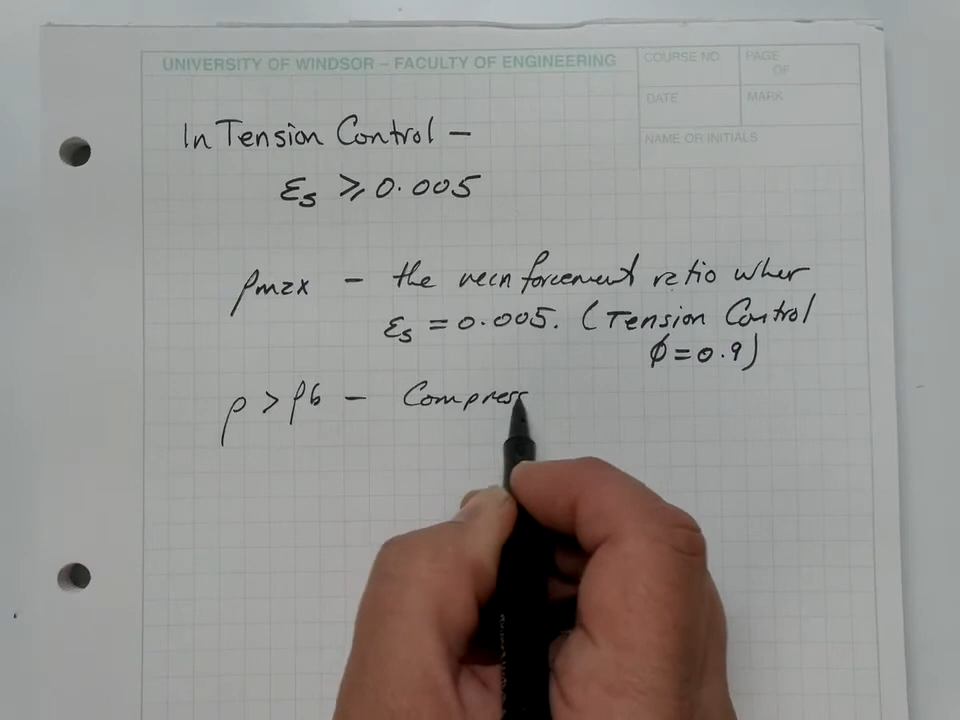 UNIVERSITY OF WINDSOR – FACULTY OF ENGINEERING
COURSE NO
PAGE
OF
DATE
MARK
NAME OR INITIALS
In Tension Control –
εs ⩾ 0.005
ρmax – the reinforcement ratio when
εs = 0.005. (Tension Control
φ = 0.9)
ρ > ρb – Compress